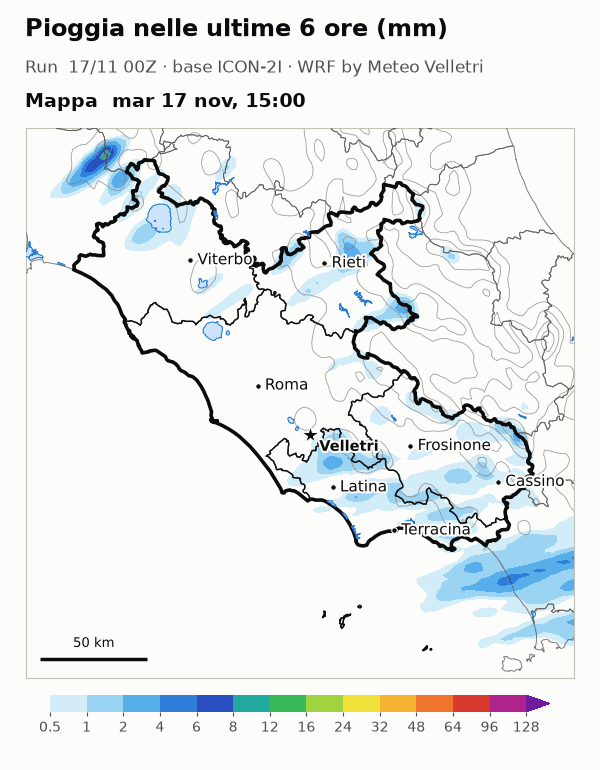 Pioggia nelle ultime 6 ore (mm)
Run 17/11 00Z · base ICON-2I · WRF by Meteo Velletri
Mappa mar 17 nov, 15:00
Viterbo
Rieti
Roma
Velletri
Frosinone
Latina
Cassino
Terracina
50 km
0.5 1 2 4 6 8 12 16 24 32 48 64 96 128